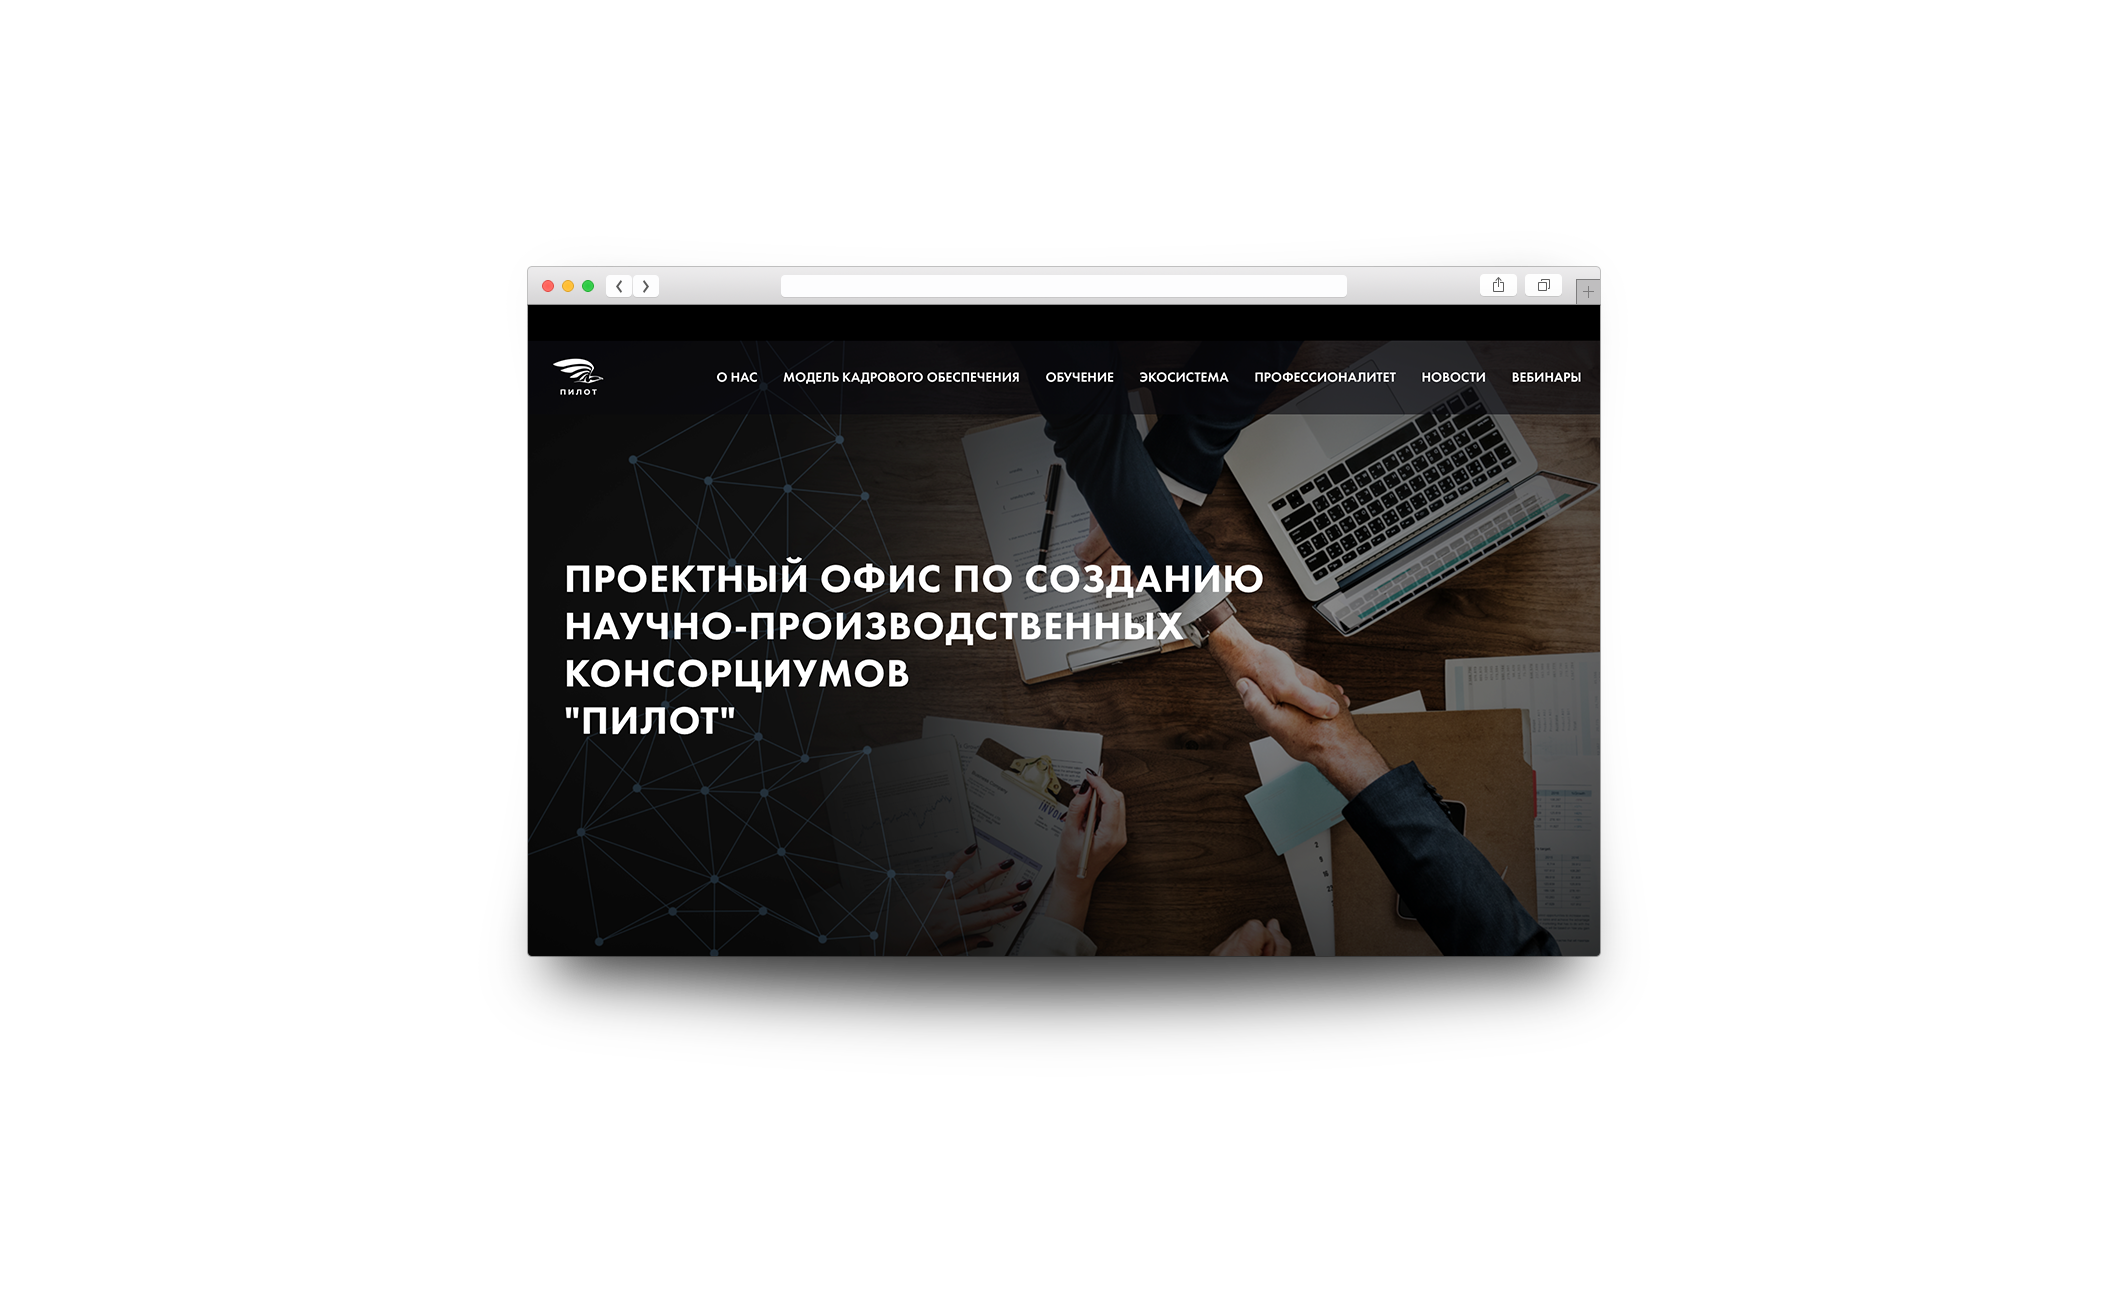 ПИЛОТ
О НАС МОДЕЛЬ КАДРОВОГО ОБЕСПЕЧЕНИЯ ОБУЧЕНИЕ ЭКОСИСТЕМА ПРОФЕССИОНАЛИТЕТ НОВОСТИ ВЕБИНАРЫ
ПРОЕКТНЫЙ ОФИС ПО СОЗДАНИЮ
НАУЧНО-ПРОИЗВОДСТВЕННЫХ
КОНСОРЦИУМОВ
"ПИЛОТ"